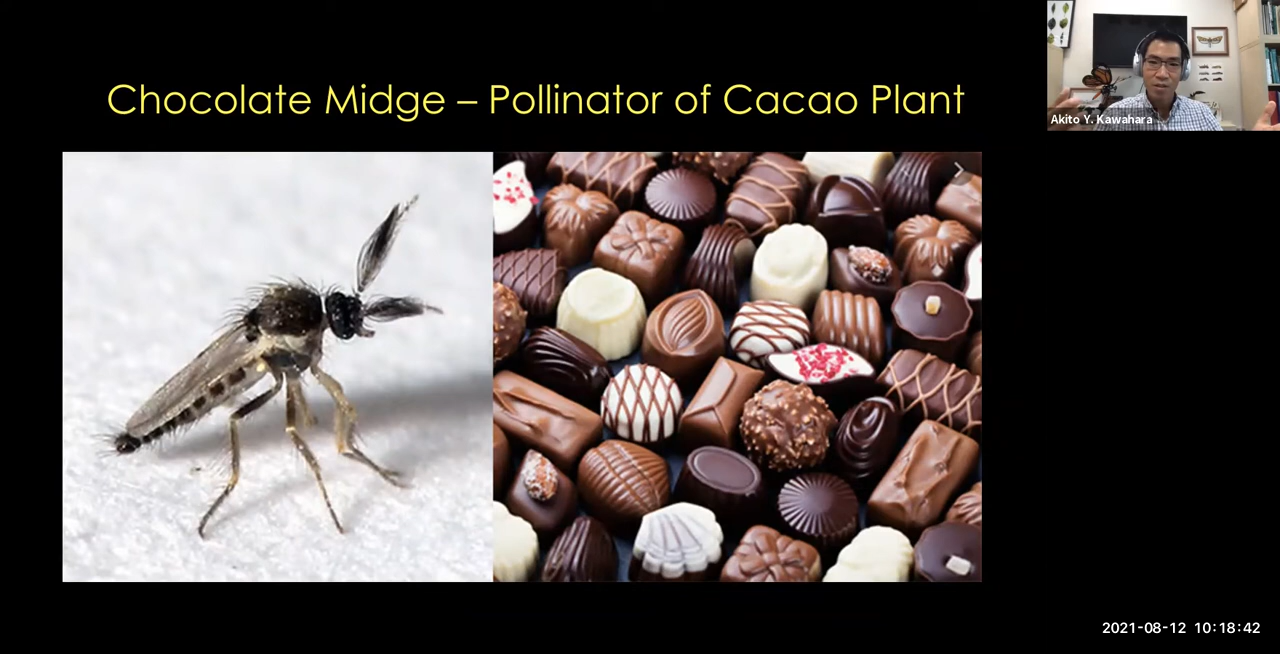 Chocolate Midge – Pollinator of Cacao Plant
Akito Y. Kawahara
2021-08-12 10:18:42